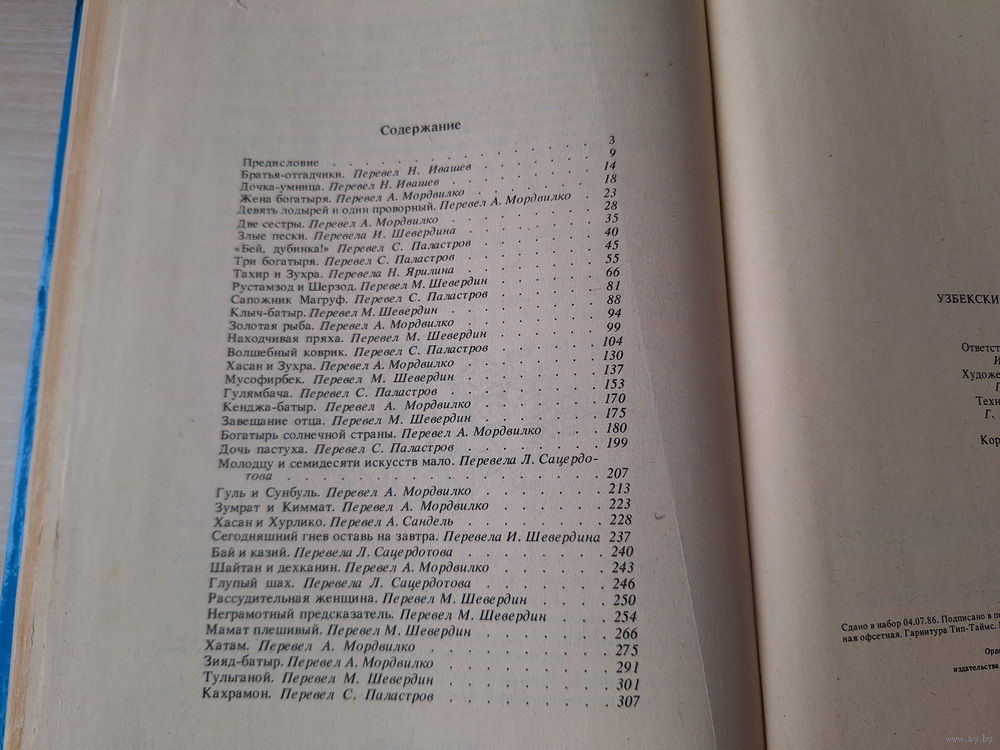 Содержание
Предисловие . . . . . . . . . . . . 3
Братья-отгадчики. Перевел Н. Ивашев . . . . . 9
Дочка-умница. Перевел Н. Ивашев . . . . . . 14
Жена богатыря. Перевел А. Мордвилко . . . . . 18
Девять лодырей и один проворный. Перевел А. Мордвилко . 23
Две сестры. Перевел А. Мордвилко . . . . . . 28
Злые пески. Перевела И. Шевердина . . . . . 35
«Бей, дубинка!» Перевел С. Паластров . . . . . 40
Три богатыря. Перевел С. Паластров . . . . . 45
Тахир и Зухра. Перевела Н. Ярилина . . . . . 55
Рустамзод и Шерзод. Перевел М. Шевердин . . . . 66
Сапожник Магруф. Перевел С. Паластров . . . . 81
Клыч-батыр. Перевел М. Шевердин . . . . . . 88
Золотая рыба. Перевел А. Мордвилко . . . . . 94
Находчивая пряха. Перевел М. Шевердин . . . . 99
Волшебный коврик. Перевел С. Паластров . . . . 104
Хасан и Зухра. Перевел А. Мордвилко . . . . . 130
Мусофирбек. Перевел М. Шевердин . . . . . 137
Гулямбача. Перевел С. Паластров . . . . . . 153
Кенджа-батыр. Перевел А. Мордвилко . . . . . 170
Завещание отца. Перевел М. Шевердин . . . . . 175
Богатырь солнечной страны. Перевел А. Мордвилко . . 180
Дочь пастуха. Перевел С. Паластров . . . . . 199
Молодцу и семидесяти искусств мало. Перевела Л. Сацердо-
това . . . . . . . . . . . . . 207
Гуль и Сунбуль. Перевел А. Мордвилко . . . . . 213
Зумрат и Киммат. Перевел А. Мордвилко . . . . 223
Хасан и Хурлико. Перевел А. Сандель . . . . . 228
Сегодняшний гнев оставь на завтра. Перевела И. Шевердина 237
Бай и казий. Перевела Л. Сацердотова . . . . . 240
Шайтан и дехканин. Перевел А. Мордвилко . . . . 243
Глупый шах. Перевела Л. Сацердотова . . . . . 246
Рассудительная женщина. Перевел М. Шевердин . . . 250
Неграмотный предсказатель. Перевел М. Шевердин . . 254
Мамат плешивый. Перевел М. Шевердин . . . . . 266
Хатам. Перевел А. Мордвилко . . . . . . . 275
Зияд-батыр. Перевел А. Мордвилко . . . . . 291
Тульганой. Перевел М. Шевердин . . . . . . 301
Кахрамон. Перевел С. Паластров . . . . . . 307
УЗБЕКСКИ
Ответст
И
Художе
Техн
Г.
Кор
Сдано в набор 04.07.86. Подписано в пе
ная офсетная. Гарнитура Тип-Таймс.
Орде
издательства
www.ay.by